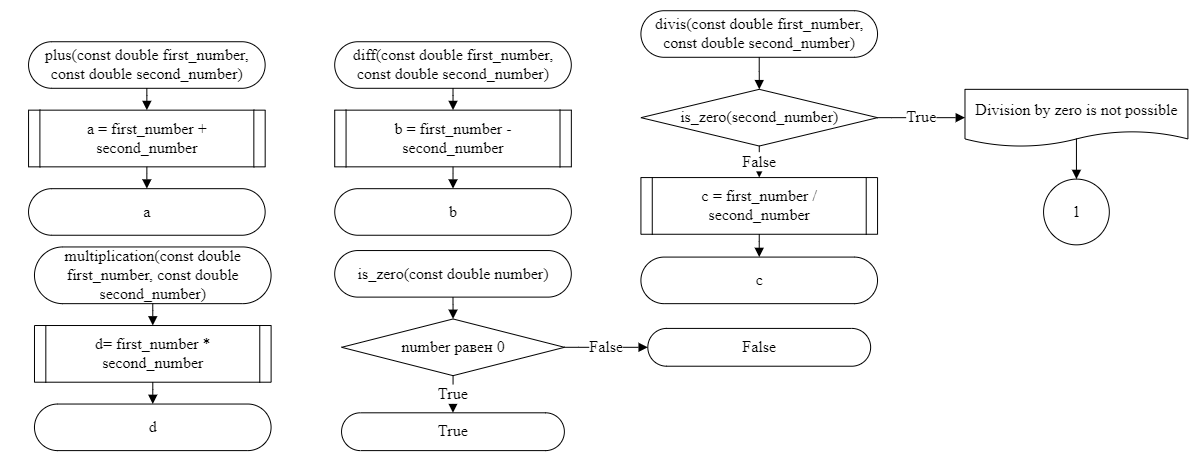 plus(const double first_number,
const double second_number)
a = first_number +
second_number
a
multiplication(const double
first_number, const double
second_number)
d= first_number *
second_number
d
diff(const double first_number,
const double second_number)
b = first_number -
second_number
b
is_zero(const double number)
number равен 0
False
False
True
True
divis(const double first_number,
const double second_number)
is_zero(second_number)
True
Division by zero is not possible
1
False
c = first_number /
second_number
c